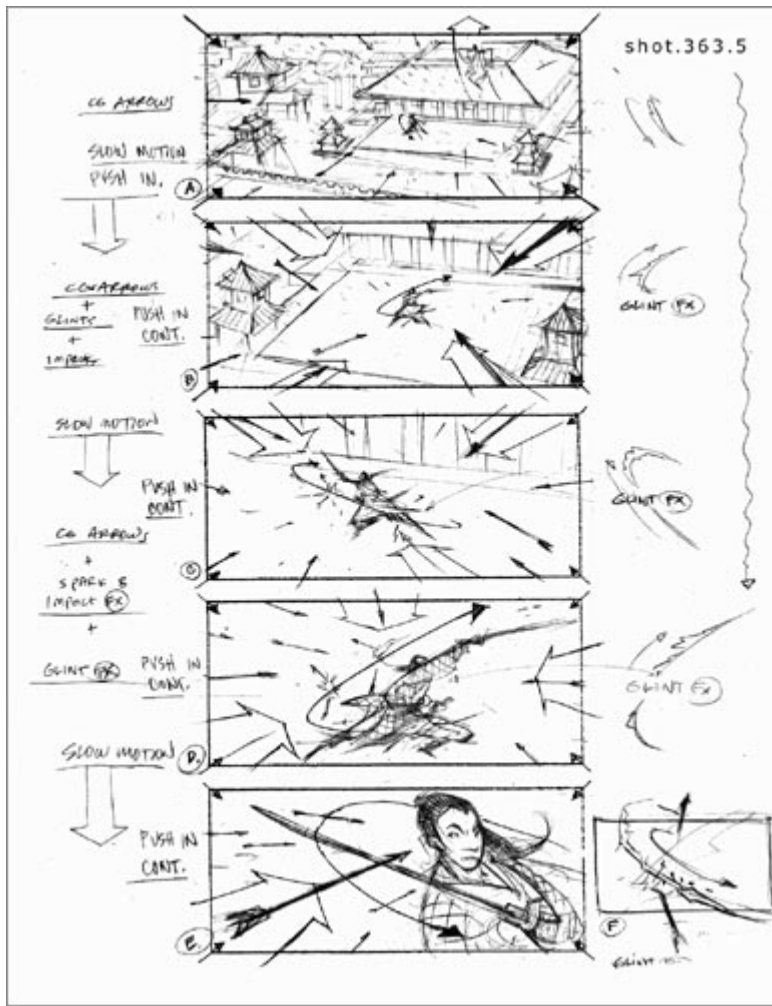 shot.363.5
CG ARROWS
SLOW MOTION
PUSH IN.
A
CG ARROWS
+
GLINTS
+
IMPACT
PUSH IN
CONT.
B
GLINT FX
SLOW MOTION
PUSH IN
CONT.
C
GLINT FX
CG ARROWS
+
SPARK &
IMPACT FX
+
GLINT FX
PUSH IN
CONT.
D.
GLINT FX
SLOW MOTION
PUSH IN
CONT.
E.
F